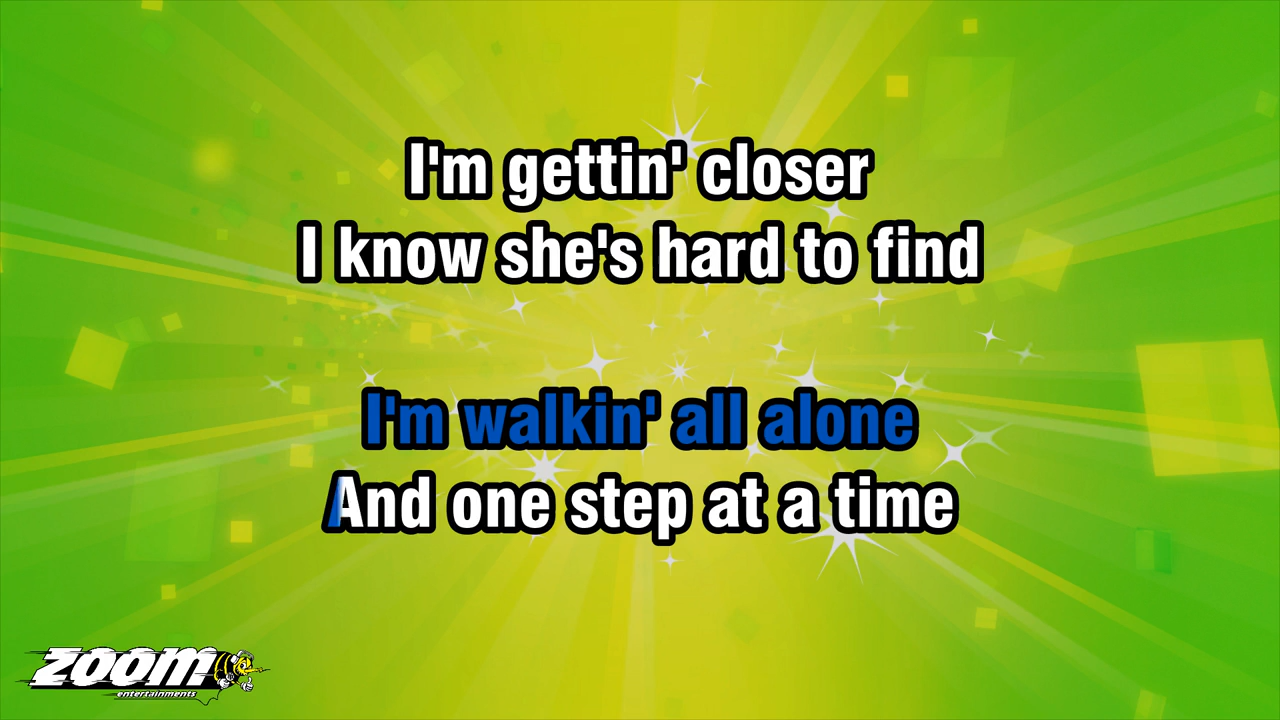 I'm gettin' closer
I know she's hard to find
I'm walkin' all alone
And one step at a time
zoom
entertainments